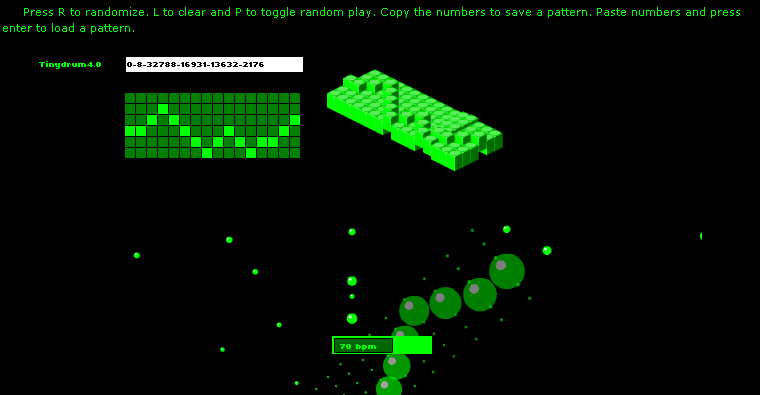 Press R to randomize. L to clear and P to toggle random play. Copy the numbers to save a pattern. Paste numbers and press
enter to load a pattern.
Tinydrum4.0 0-8-32788-16931-13632-2176
70 bpm